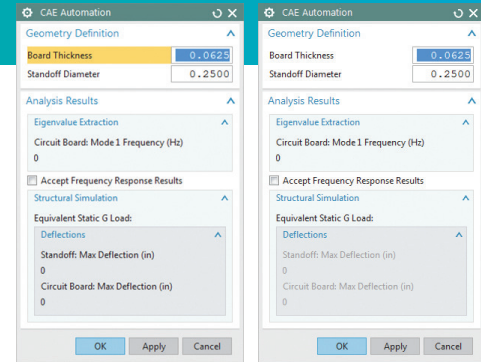 CAE Automation
Geometry Definition
Board Thickness 0.0625
Standoff Diameter 0.2500
Analysis Results
Eigenvalue Extraction
Circuit Board: Mode 1 Frequency (Hz)
0
Accept Frequency Response Results
Structural Simulation
Equivalent Static G Load:
Deflections
Standoff: Max Deflection (in)
0
Circuit Board: Max Deflection (in)
0
OK Apply Cancel
CAE Automation
Geometry Definition
Board Thickness 0.0625
Standoff Diameter 0.2500
Analysis Results
Eigenvalue Extraction
Circuit Board: Mode 1 Frequency (Hz)
0
Accept Frequency Response Results
Structural Simulation
Equivalent Static G Load:
Deflections
Standoff: Max Deflection (in)
0
Circuit Board: Max Deflection (in)
0
OK Apply Cancel